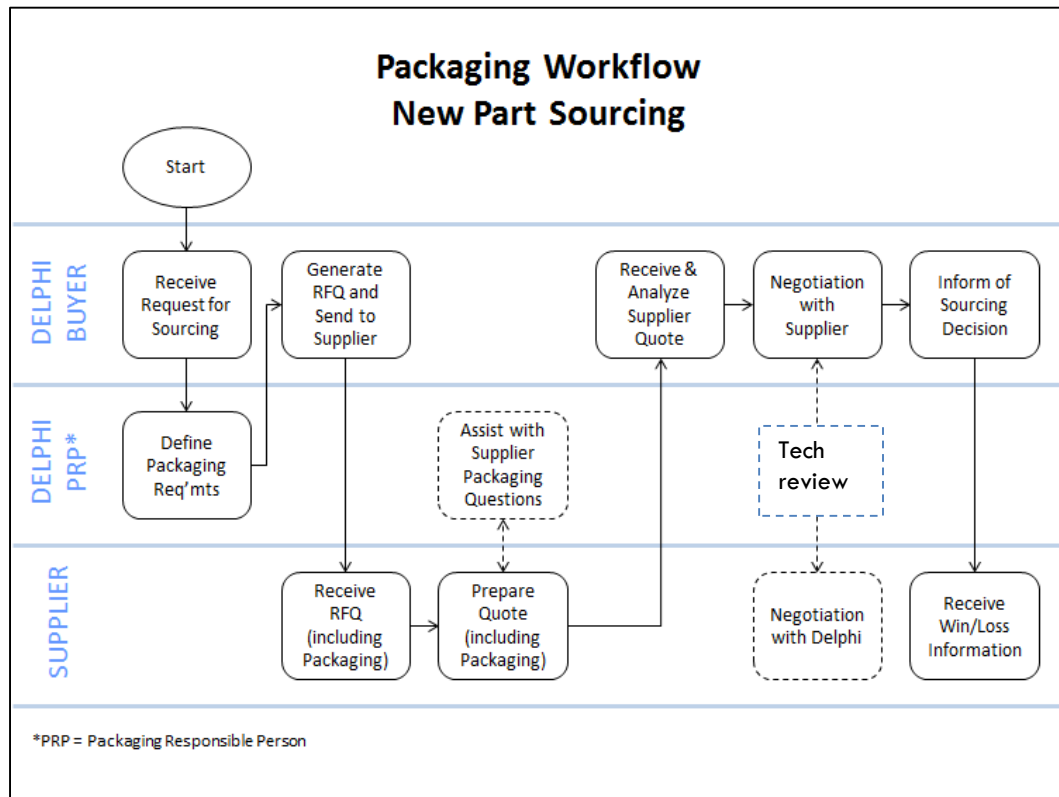 Packaging Workflow
New Part Sourcing
Start
DELPHI
BUYER
Receive
Request for
Sourcing
Generate
RFQ and
Send to
Supplier
Receive &
Analyze
Supplier
Quote
Negotiation
with
Supplier
Inform of
Sourcing
Decision
DELPHI
PRP*
Define
Packaging
Req'mts
Assist with
Supplier
Packaging
Questions
Tech
review
SUPPLIER
Receive
RFQ
(including
Packaging)
Prepare
Quote
(including
Packaging)
Negotiation
with Delphi
Receive
Win/Loss
Information
*PRP = Packaging Responsible Person